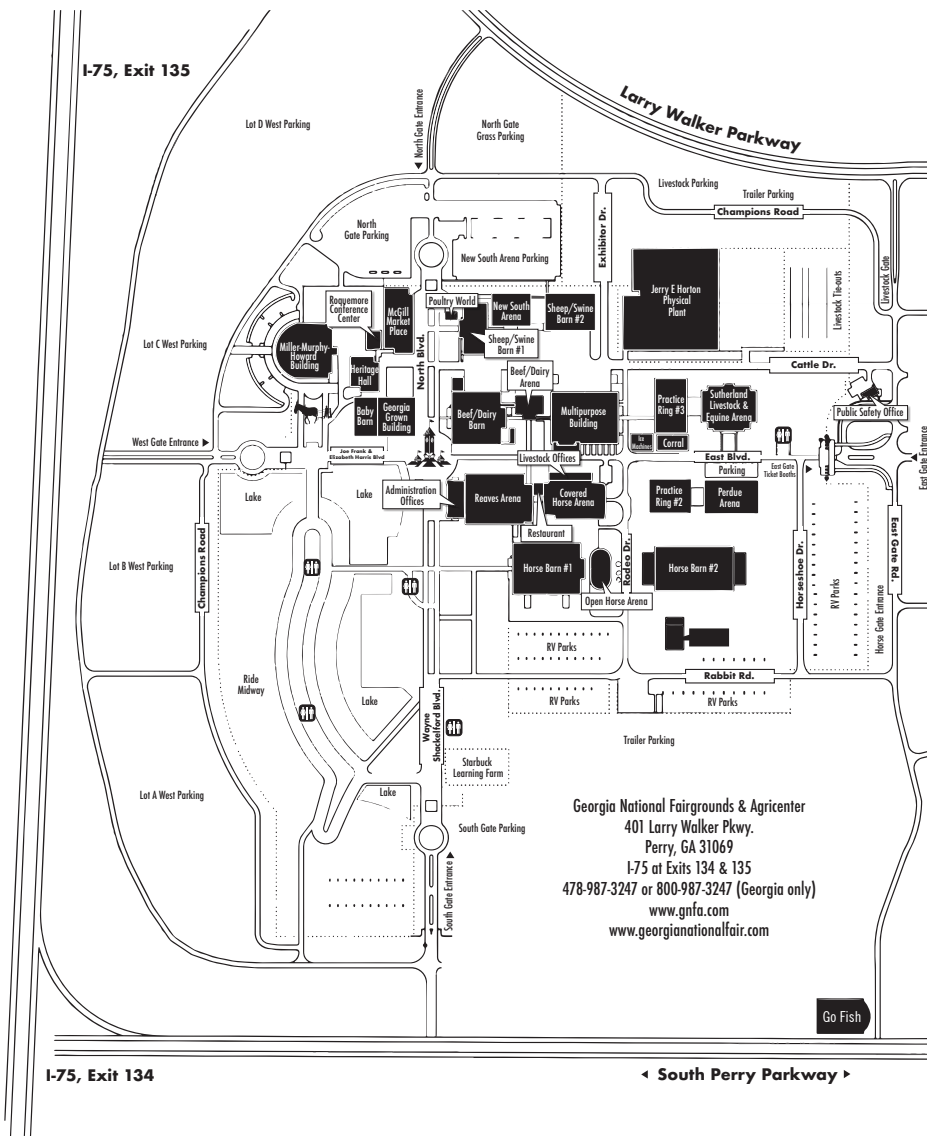 I-75, Exit 135
Larry Walker Parkway
Lot D West Parking
North Gate Entrance
North Gate
Grass Parking
Livestock Parking
Trailer Parking
Champions Road
North
Gate Parking
New South Arena Parking
Exhibitor Dr.
Livestock Gate
Jerry E Horton
Physical
Plant
Livestock Tie-outs
Roquemore
Conference
Center
McGill
Market
Place
Poultry World
New South
Arena
Sheep/Swine
Barn #2
Sheep/Swine
Barn #1
Lot C West Parking
Miller-Murphy-
Howard
Building
North Blvd.
Heritage
Hall
Beef/Dairy
Arena
Cattle Dr.
Baby
Barn
Georgia
Grown
Building
Beef/Dairy
Barn
Multipurpose
Building
Practice
Ring #3
Sutherland
Livestock &
Equine Arena
Public Safety Office
West Gate Entrance
Joe Frank &
Elizabeth Harris Blvd
Ice
Machines
Corral
Livestock Offices
East Blvd.
Parking
East Gate
Ticket Booths
East Gate Entrance
Lake
Lake
Administration
Offices
Reaves Arena
Covered
Horse Arena
Practice
Ring #2
Perdue
Arena
Restaurant
Champions Road
Lot B West Parking
Horse Barn #1
Rodeo Dr.
Horse Barn #2
Horseshoe Dr.
RV Parks
East Gate Rd.
Open Horse Arena
Horse Gate Entrance
RV Parks
Ride
Midway
Rabbit Rd.
Lake
Wayne
Shackelford Blvd.
RV Parks
RV Parks
Trailer Parking
Starbuck
Learning Farm
Lot A West Parking
Lake
South Gate Parking
South Gate Entrance
Georgia National Fairgrounds & Agricenter
401 Larry Walker Pkwy.
Perry, GA 31069
I-75 at Exits 134 & 135
478-987-3247 or 800-987-3247 (Georgia only)
www.gnfa.com
www.georgianationalfair.com
Go Fish
I-75, Exit 134
South Perry Parkway